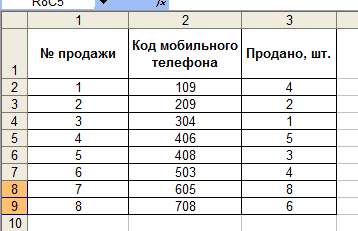 R8C5
1 2 3
1 № продажи Код мобильного телефона Продано, шт.
2 1 109 4
3 2 209 2
4 3 304 1
5 4 406 5
6 5 408 3
7 6 503 4
8 7 605 8
9 8 708 6
10